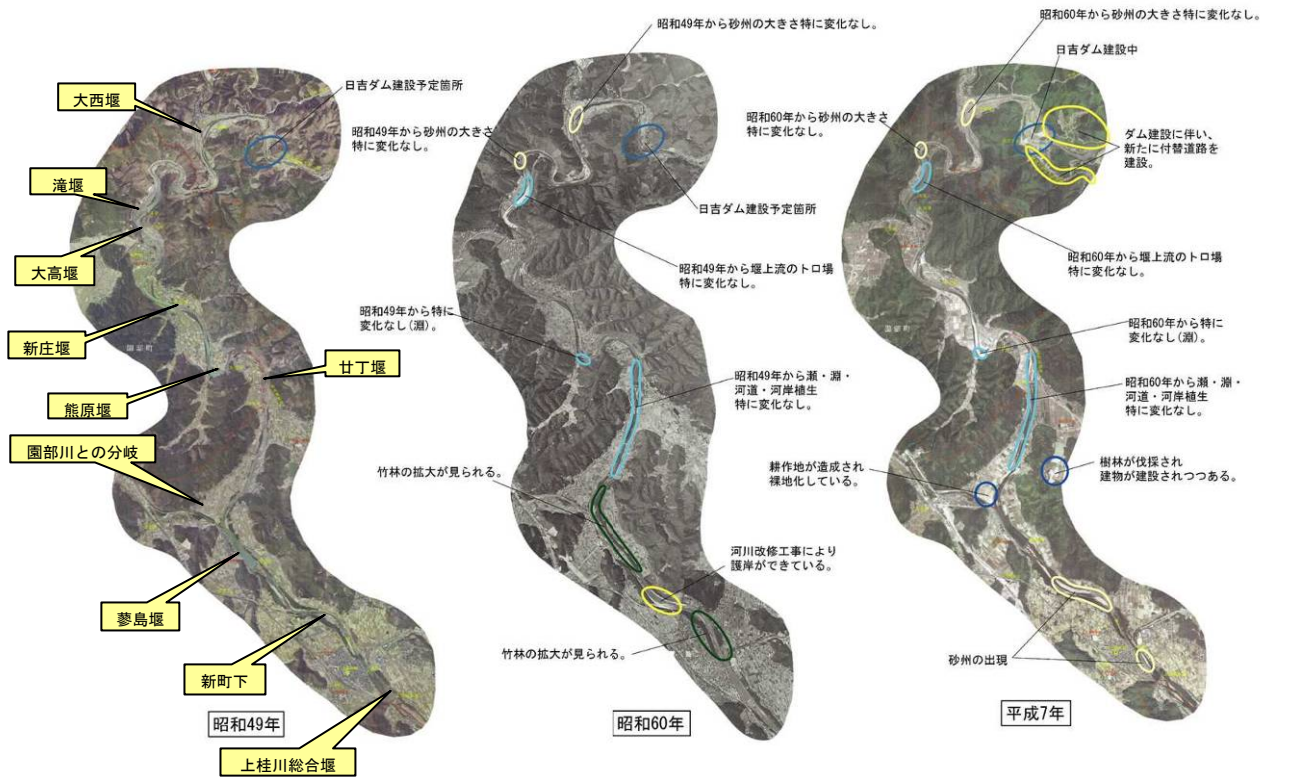 大西堰
滝堰
大高堰
新庄堰
熊原堰
廿丁堰
園部川との分岐
蓼島堰
新町下
上桂川総合堰
日吉ダム建設予定箇所
園部町
昭和49年
昭和49年から砂州の大きさ特に変化なし。
昭和49年から砂州の大きさ
特に変化なし。
日吉ダム建設予定箇所
昭和49年から堰上流のトロ場
特に変化なし。
昭和49年から特に
変化なし(淵)。
昭和49年から瀬・淵・
河道・河岸植生
特に変化なし。
竹林の拡大が見られる。
河川改修工事により
護岸ができている。
竹林の拡大が見られる。
昭和60年
昭和60年から砂州の大きさ特に変化なし。
日吉ダム建設中
昭和60年から砂州の大きさ
特に変化なし。
ダム建設に伴い、
新たに付替道路を
建設。
昭和60年から堰上流のトロ場
特に変化なし。
園部町
昭和60年から特に
変化なし(淵)。
昭和60年から瀬・淵・
河道・河岸植生
特に変化なし。
耕作地が造成され
裸地化している。
樹林が伐採され
建物が建設されつつある。
砂州の出現
平成7年